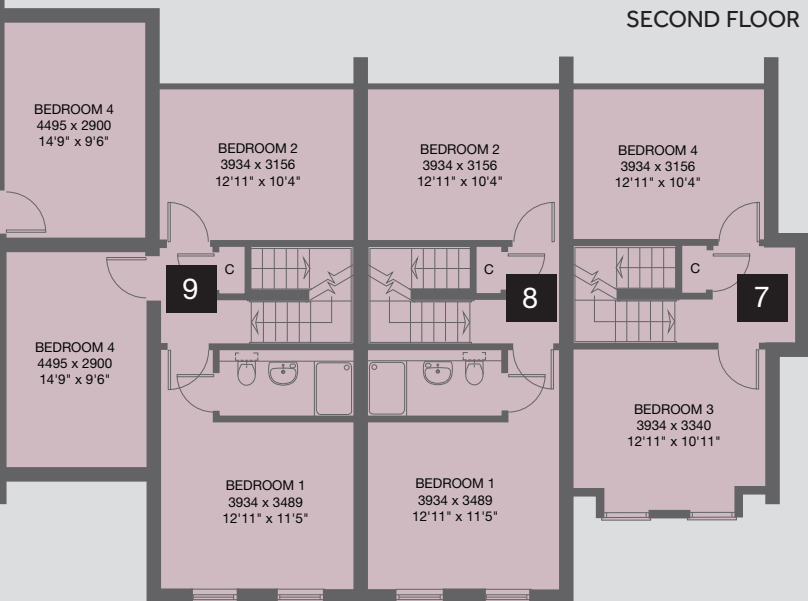 SECOND FLOOR
BEDROOM 4
4495 x 2900
14'9" x 9'6"
BEDROOM 2
3934 x 3156
12'11" x 10'4"
BEDROOM 2
3934 x 3156
12'11" x 10'4"
BEDROOM 4
3934 x 3156
12'11" x 10'4"
C
9
C
8
C
7
BEDROOM 4
4495 x 2900
14'9" x 9'6"
BEDROOM 3
3934 x 3340
12'11" x 10'11"
BEDROOM 1
3934 x 3489
12'11" x 11'5"
BEDROOM 1
3934 x 3489
12'11" x 11'5"